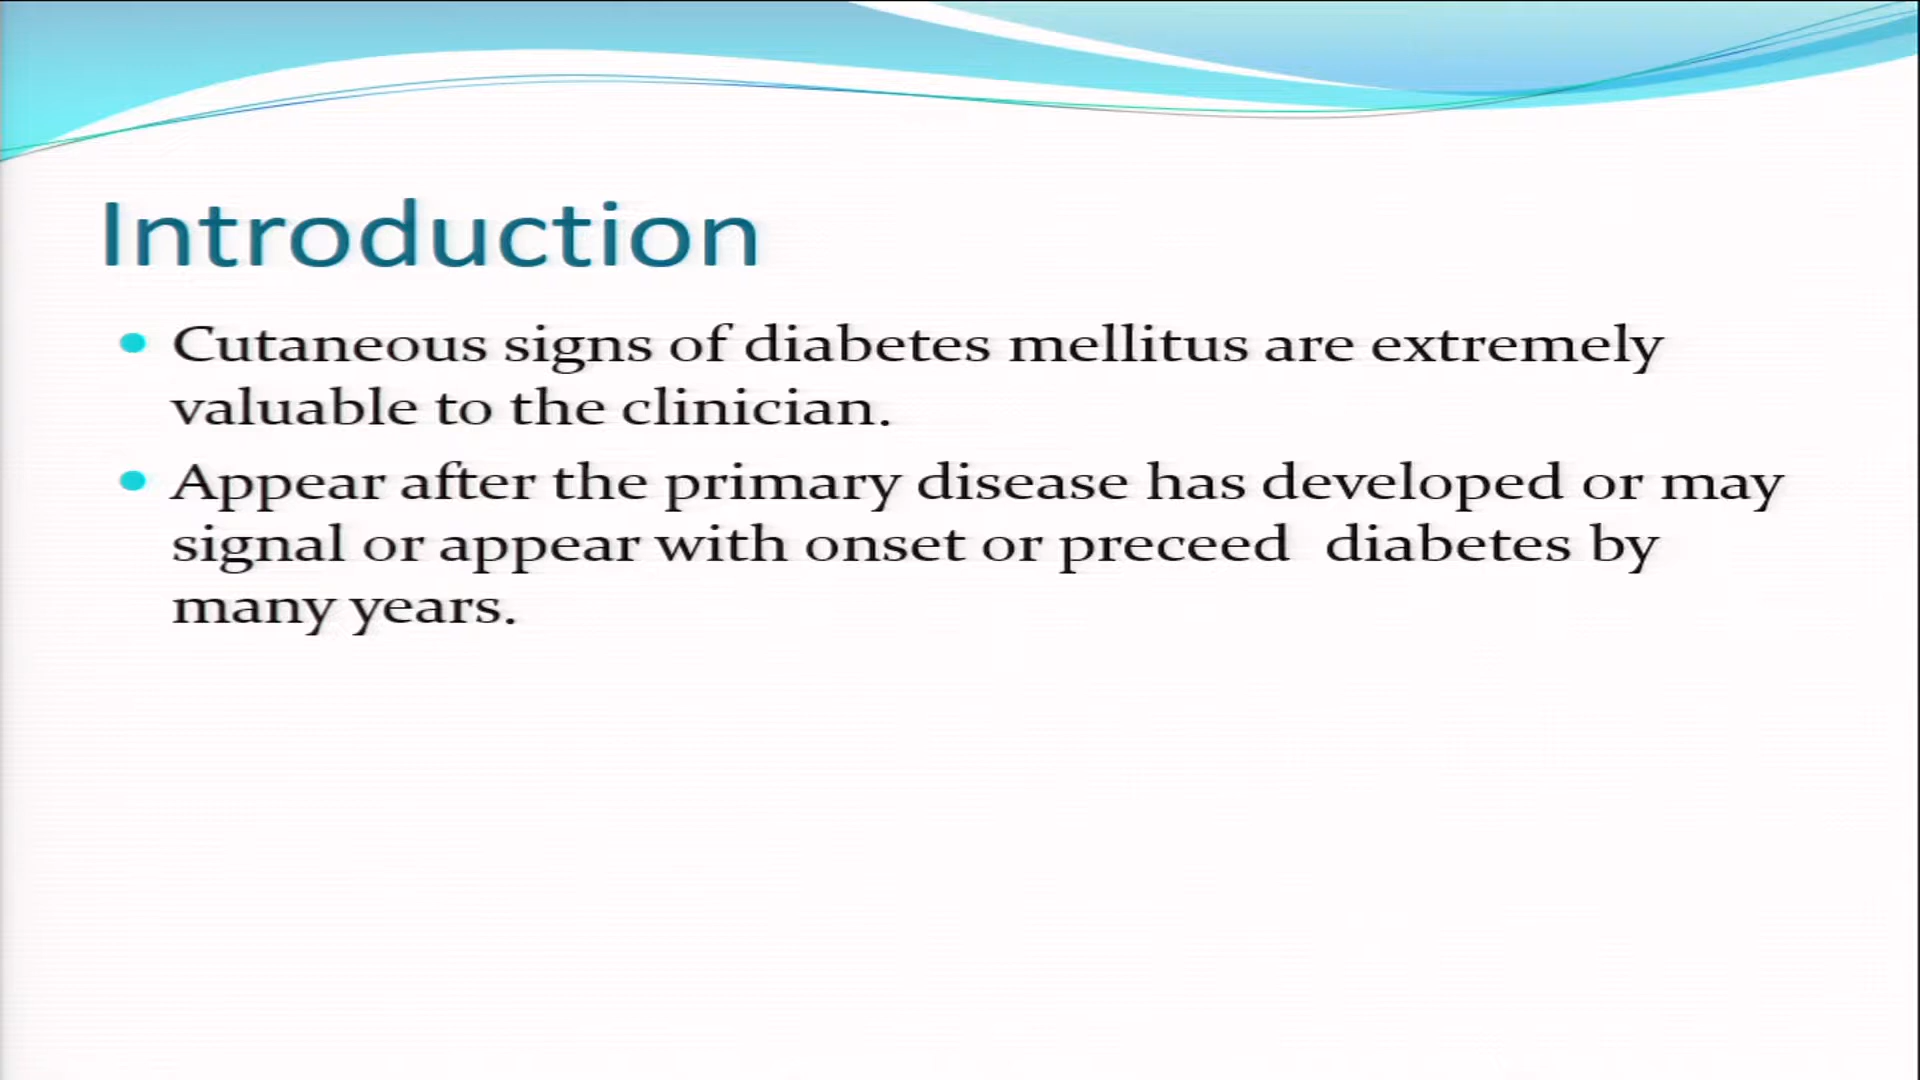 Introduction
• Cutaneous signs of diabetes mellitus are extremely
valuable to the clinician.
• Appear after the primary disease has developed or may
signal or appear with onset or preceed diabetes by
many years.